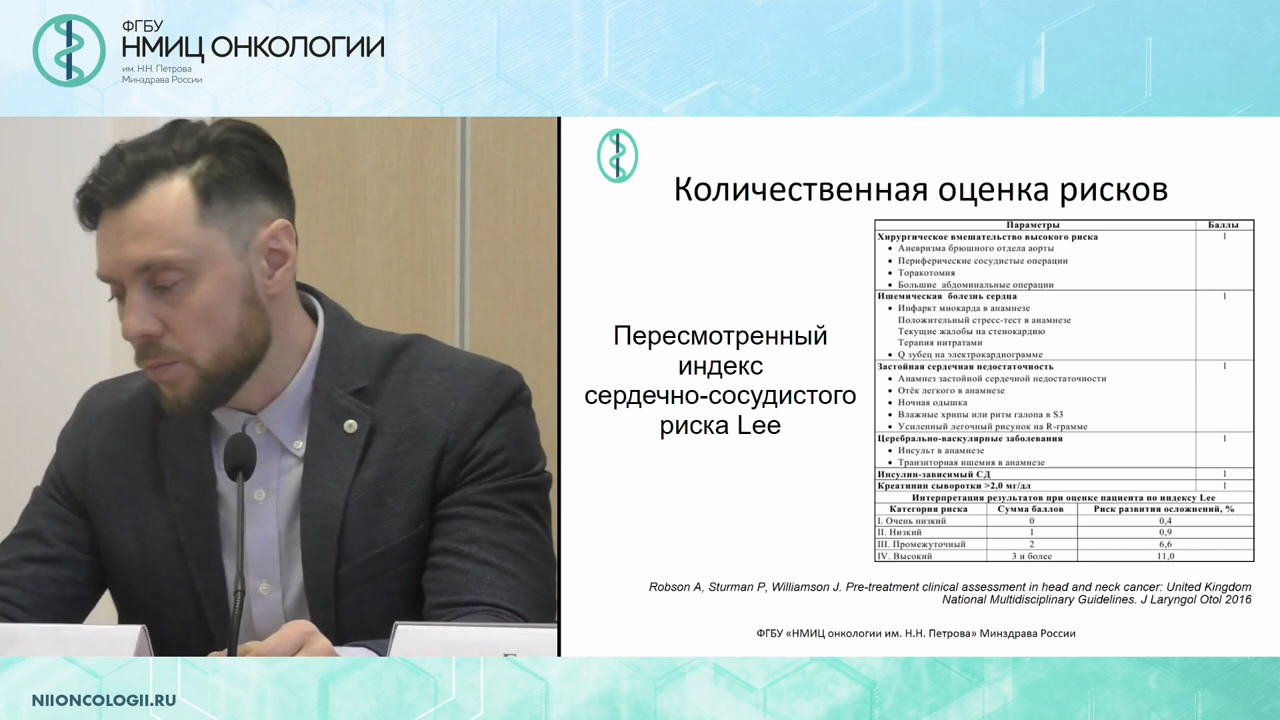 ФГБУ
НМИЦ ОНКОЛОГИИ
им. Н.Н. Петрова
Минздрава России
Количественная оценка рисков
Пересмотренный
индекс
сердечно-сосудистого
риска Lee
Параметры Баллы
Хирургическое вмешательство высокого риска 1
• Аневризма брюшного отдела аорты
• Периферические сосудистые операции
• Торакотомия
• Большие абдоминальные операции
Ишемическая болезнь сердца 1
• Инфаркт миокарда в анамнезе
Положительный стресс-тест в анамнезе
Текущие жалобы на стенокардию
Терапия нитратами
• Q зубец на электрокардиограмме
Застойная сердечная недостаточность 1
• Анамнез застойной сердечной недостаточности
• Отёк легкого в анамнезе
• Ночная одышка
• Влажные хрипы или ритм галопа в S3
• Усиленный легочный рисунок на R-грамме
Церебрально-васкулярные заболевания 1
• Инсульт в анамнезе
• Транзиторная ишемия в анамнезе
Инсулин-зависимый СД 1
Креатинин сыворотки >2,0 мг/дл 1
Интерпретация результатов при оценке пациента по индексу Lee
Категория риска Сумма баллов Риск развития осложнений, %
I. Очень низкий 0 0,4
II. Низкий 1 0,9
III. Промежуточный 2 6,6
IV. Высокий 3 и более 11,0
Robson A, Sturman P, Williamson J. Pre-treatment clinical assessment in head and neck cancer: United Kingdom
National Multidisciplinary Guidelines. J Laryngol Otol 2016
ФГБУ «НМИЦ онкологии им. Н.Н. Петрова» Минздрава России
NIIONCOLOGII.RU